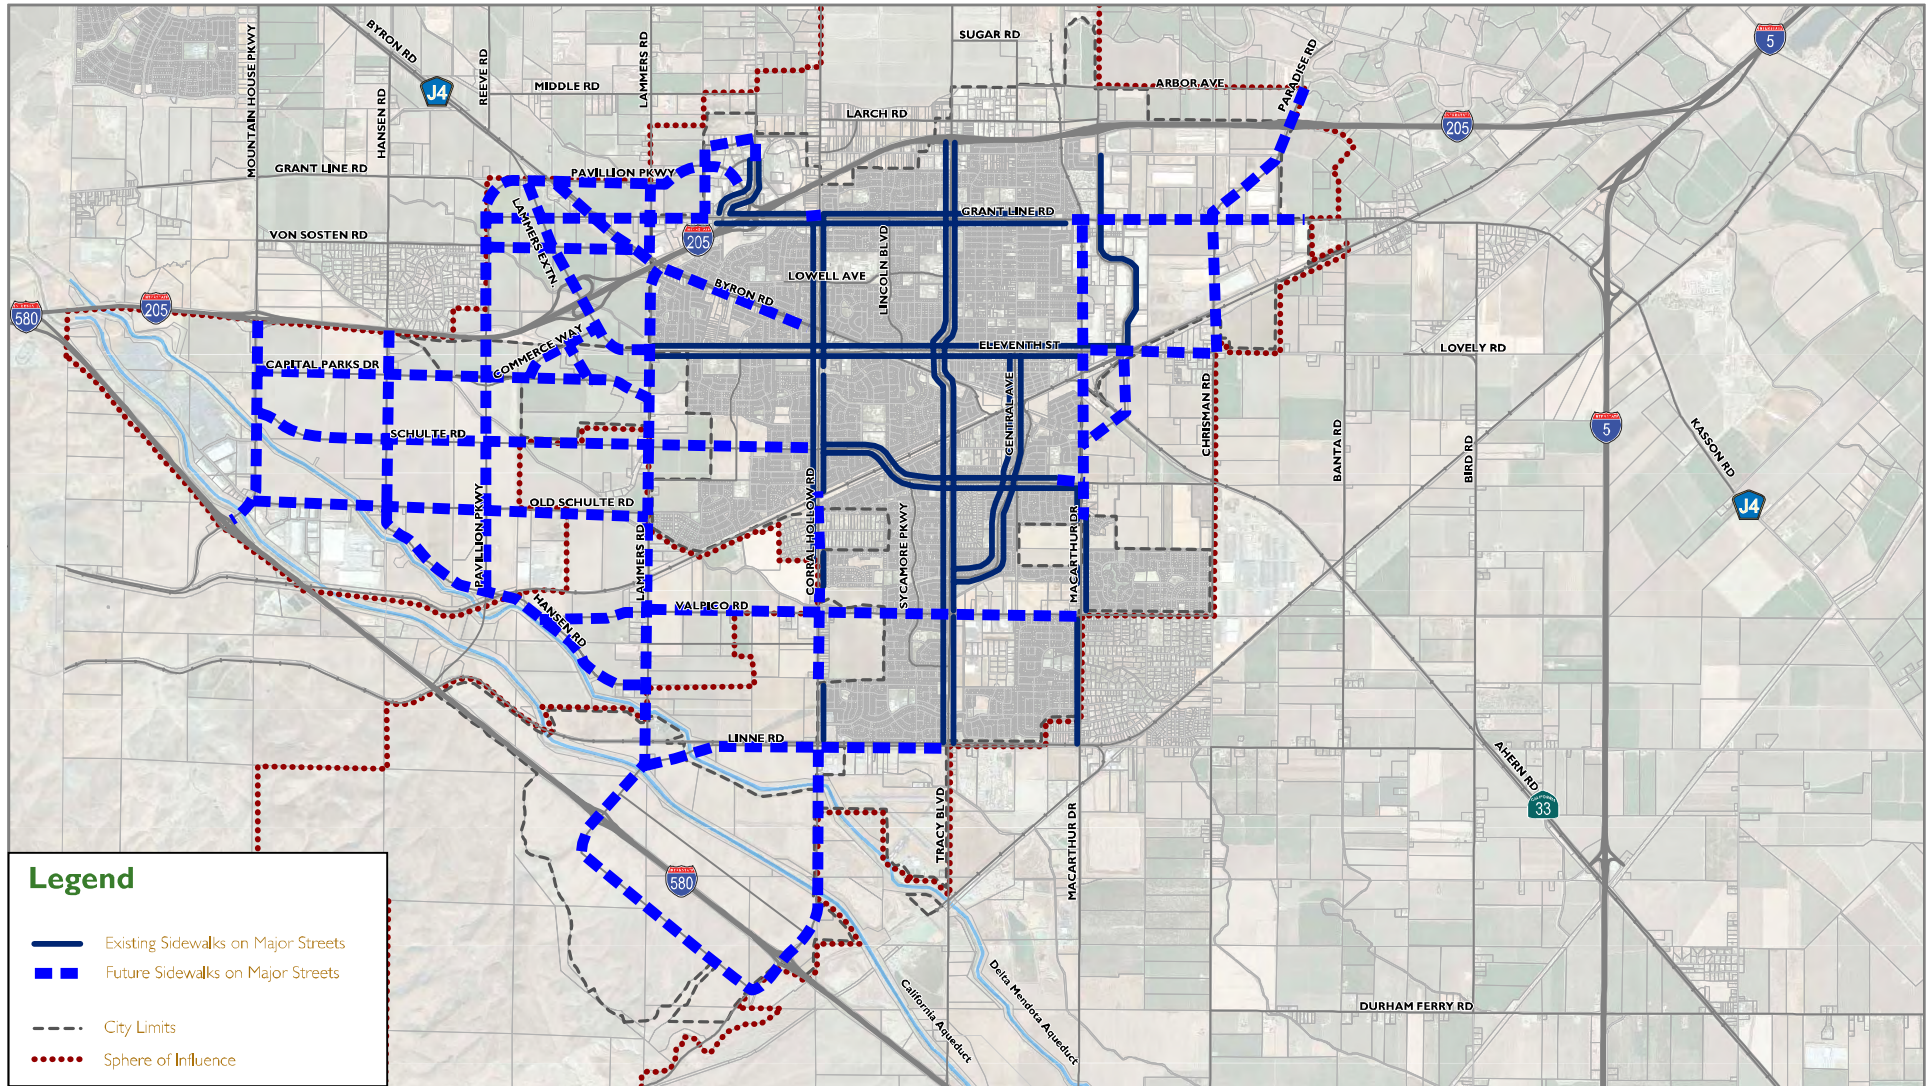 BYRON RD
J4
MOUNTAIN HOUSE PKWY
HANSEN RD
REEVE RD
MIDDLE RD
LAMMERS RD
SUGAR RD
LARCH RD
ARBOR AVE
PARADISE RD
5
205
GRANT LINE RD
PAVILLION PKWY
LAMMERS EXTN.
VON SOSTEN RD
205
GRANT LINE RD
LINCOLN BLVD
LOWELL AVE
BYRON RD
580
205
CAPITAL PARKS DR
COMMERCE WAY
ELEVENTH ST
LOVELY RD
CENTRAL AVE
CHRISMAN RD
BANTA RD
BIRD RD
5
KASSON RD
J4
SCHULTE RD
OLD SCHULTE RD
PAVILLION PKWY
LAMMERS RD
CORRAL HOLLOW RD
SYCAMORE PKWY
MACARTHUR DR
HANSEN RD
VALPICO RD
LINNE RD
TRACY BLVD
MACARTHUR DR
AHERN RD
CALIFORNIA
33
580
California Aqueduct
Delta Mendota Aqueduct
DURHAM FERRY RD
Legend
Existing Sidewalks on Major Streets
Future Sidewalks on Major Streets
City Limits
Sphere of Influence